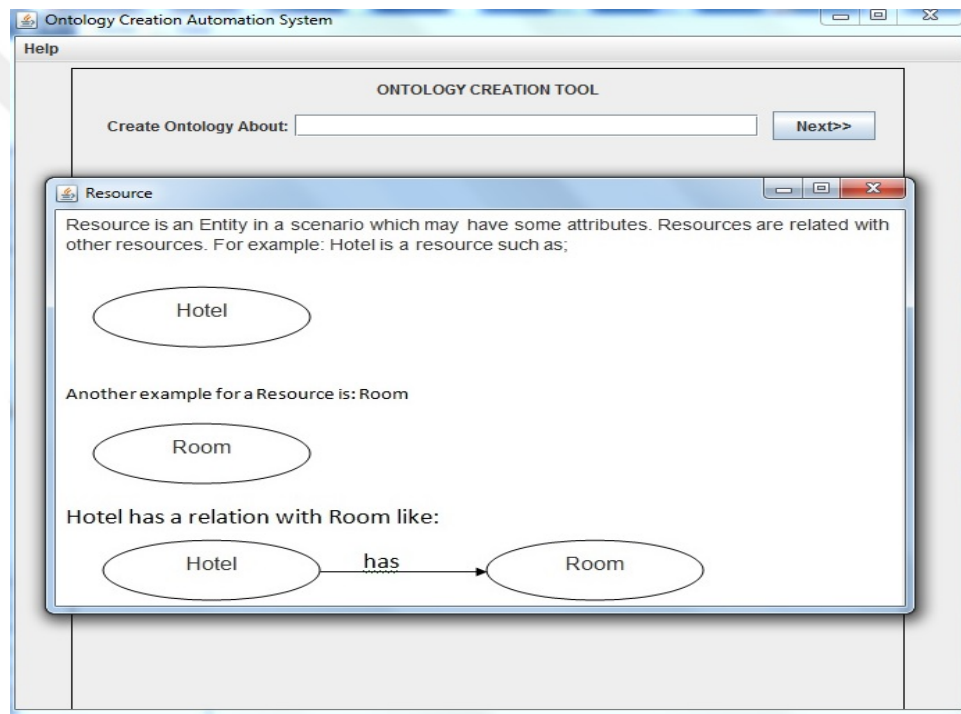 Ontology Creation Automation System
Help
ONTOLOGY CREATION TOOL
Create Ontology About:
Next>>
Resource
Resource is an Entity in a scenario which may have some attributes. Resources are related with
other resources. For example: Hotel is a resource such as;
Hotel
Another example for a Resource is: Room
Room
Hotel has a relation with Room like:
Hotel has Room